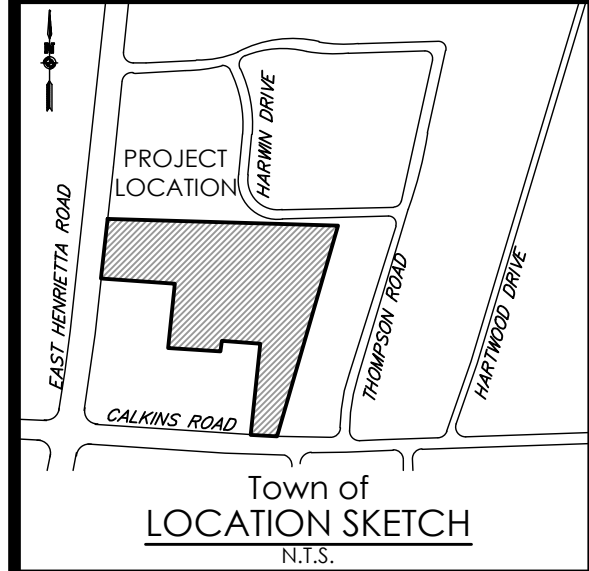 N
HARWIN DRIVE
PROJECT
LOCATION
EAST HENRIETTA ROAD
THOMPSON ROAD
HARTWOOD DRIVE
CALKINS ROAD
Town of
LOCATION SKETCH
N.T.S.